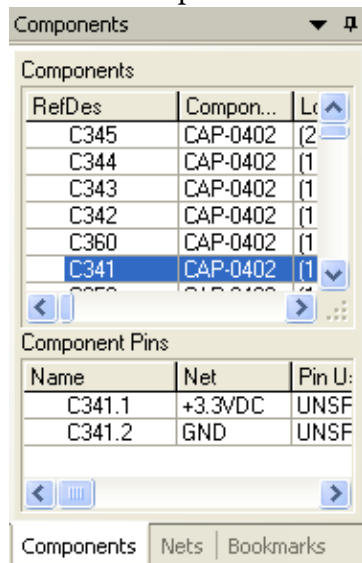 Components
Components
RefDes Compon... Lo
C345 CAP-0402 (2
C344 CAP-0402 (1
C343 CAP-0402 (1
C342 CAP-0402 (1
C360 CAP-0402 (1
C341 CAP-0402 (1
Component Pins
Name Net Pin U
C341.1 +3.3VDC UNSF
C341.2 GND UNSF
Components Nets Bookmarks